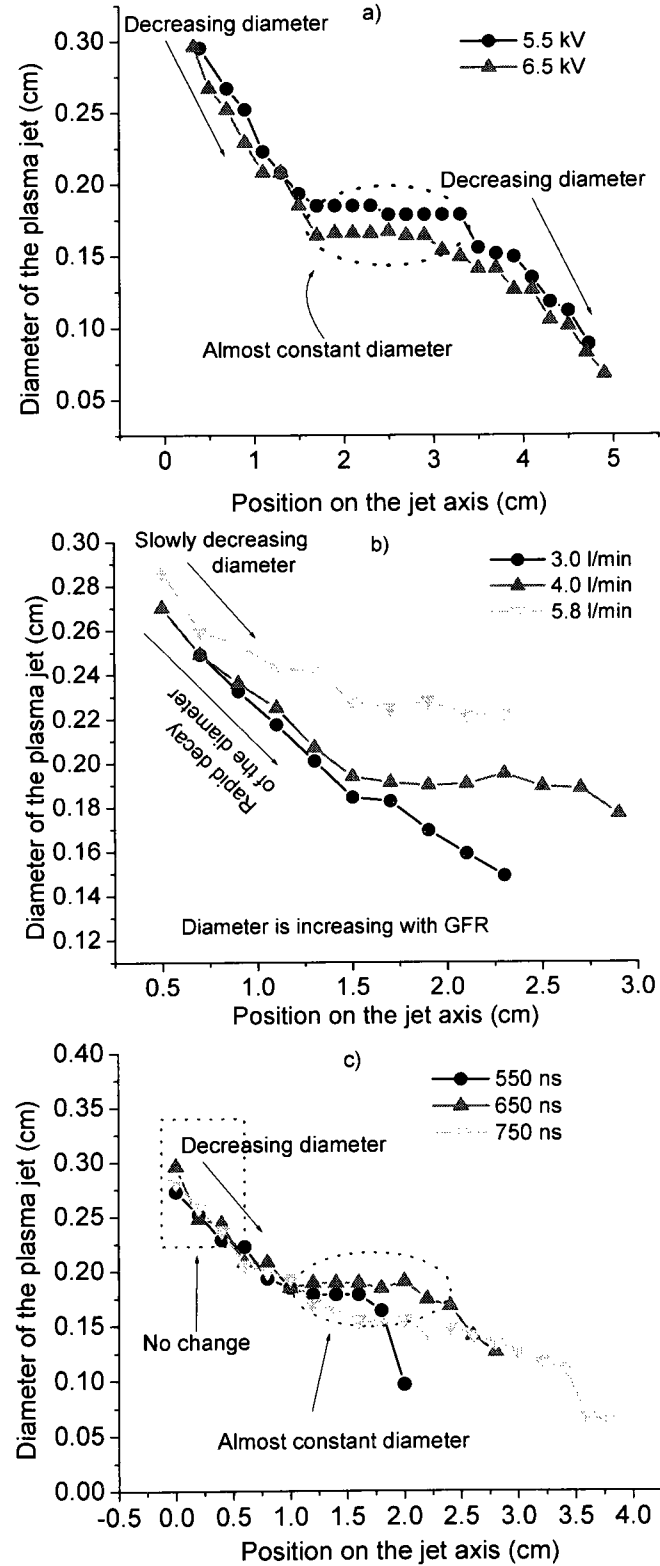 a)
Decreasing diameter
5.5 kV
6.5 kV
Decreasing diameter
Almost constant diameter
0.30
0.25
0.20
0.15
0.10
0.05
Diameter of the plasma jet (cm)
0 1 2 3 4 5
Position on the jet axis (cm)
b)
Slowly decreasing
diameter
3.0 l/min
4.0 l/min
5.8 l/min
Rapid decay
of the diameter
Diameter is increasing with GFR
0.30
0.28
0.26
0.24
0.22
0.20
0.18
0.16
0.14
0.12
Diameter of the plasma jet (cm)
0.5 1.0 1.5 2.0 2.5 3.0
Position on the jet axis (cm)
c)
550 ns
650 ns
750 ns
Decreasing diameter
No change
Almost constant diameter
0.40
0.35
0.30
0.25
0.20
0.15
0.10
0.05
0.00
Diameter of the plasma jet (cm)
-0.5 0.0 0.5 1.0 1.5 2.0 2.5 3.0 3.5 4.0
Position on the jet axis (cm)